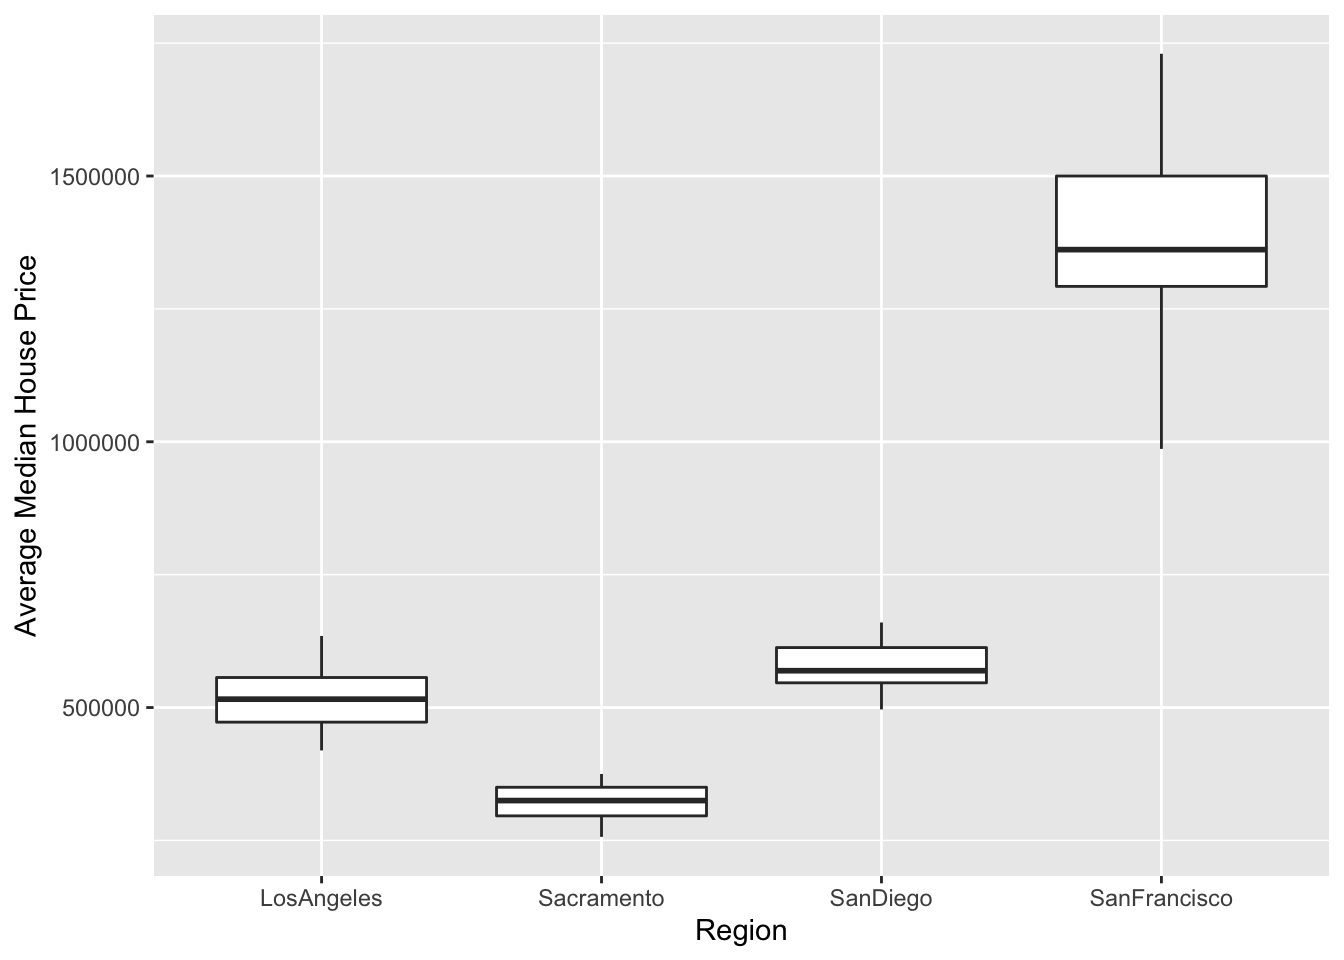 Average Median House Price
1500000
1000000
500000
LosAngeles Sacramento SanDiego SanFrancisco
Region